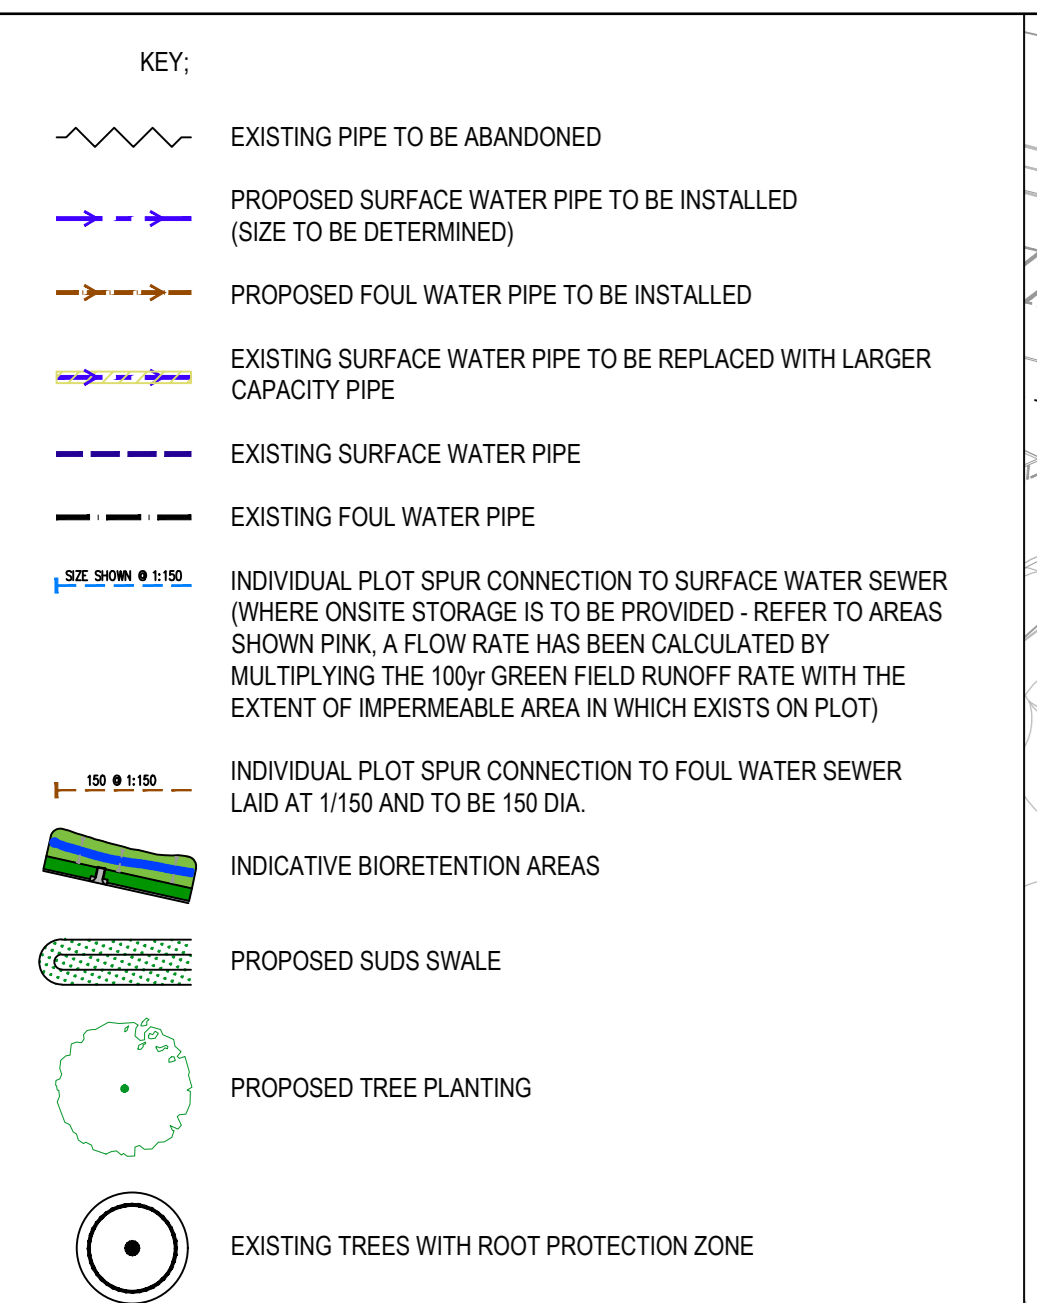 KEY;
EXISTING PIPE TO BE ABANDONED
PROPOSED SURFACE WATER PIPE TO BE INSTALLED
(SIZE TO BE DETERMINED)
PROPOSED FOUL WATER PIPE TO BE INSTALLED
EXISTING SURFACE WATER PIPE TO BE REPLACED WITH LARGER
CAPACITY PIPE
EXISTING SURFACE WATER PIPE
EXISTING FOUL WATER PIPE
SIZE SHOWN @ 1:150
INDIVIDUAL PLOT SPUR CONNECTION TO SURFACE WATER SEWER
(WHERE ONSITE STORAGE IS TO BE PROVIDED - REFER TO AREAS
SHOWN PINK, A FLOW RATE HAS BEEN CALCULATED BY
MULTIPLYING THE 100yr GREEN FIELD RUNOFF RATE WITH THE
EXTENT OF IMPERMEABLE AREA IN WHICH EXISTS ON PLOT)
150 @ 1:150
INDIVIDUAL PLOT SPUR CONNECTION TO FOUL WATER SEWER
LAID AT 1/150 AND TO BE 150 DIA.
INDICATIVE BIORETENTION AREAS
PROPOSED SUDS SWALE
PROPOSED TREE PLANTING
EXISTING TREES WITH ROOT PROTECTION ZONE